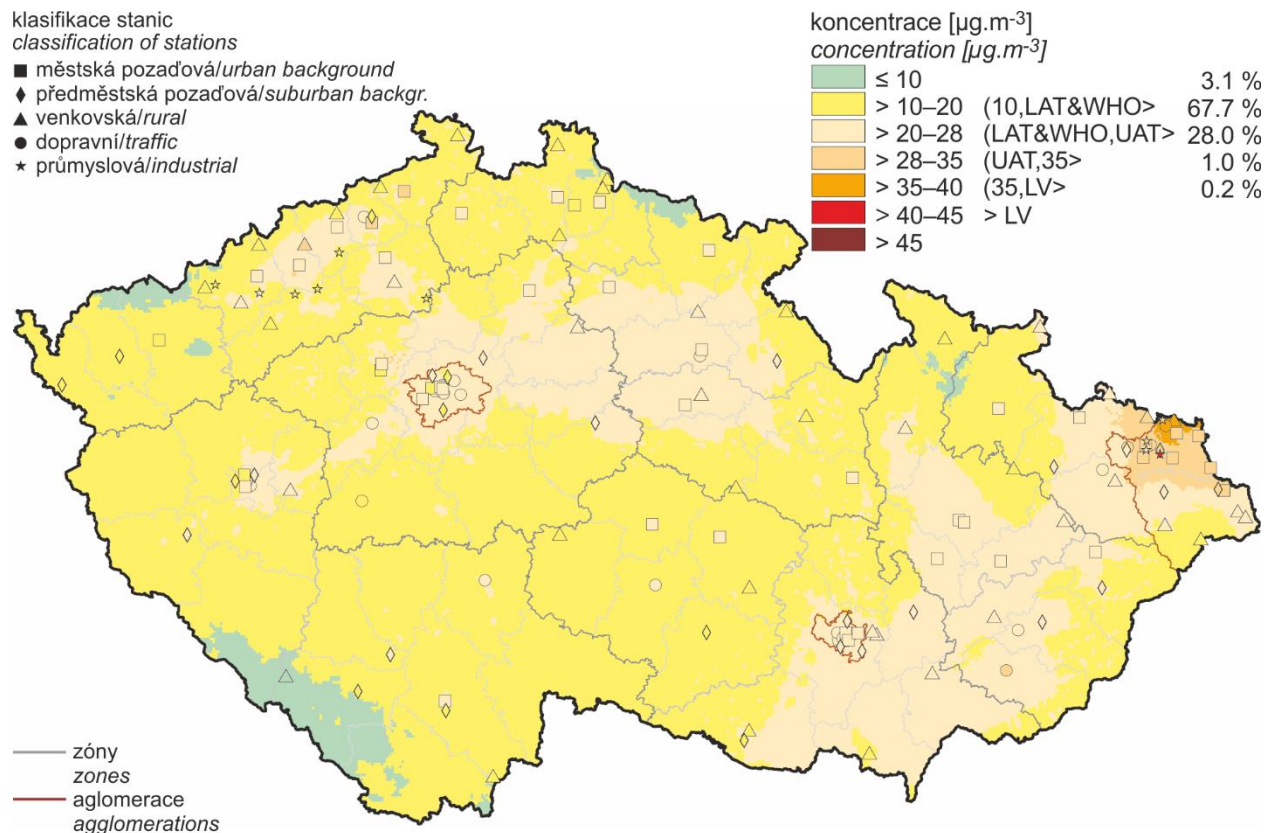 klasifikace stanic
classification of stations
■ městská pozaďová/urban background
♦ předměstská pozaďová/suburban backgr.
▲ venkovská/rural
● dopravní/traffic
★ průmyslová/industrial
koncentrace [µg.m-3]
concentration [µg.m-3]
≤ 10 3.1 %
> 10–20 (10,LAT&WHO> 67.7 %
> 20–28 (LAT&WHO,UAT> 28.0 %
> 28–35 (UAT,35> 1.0 %
> 35–40 (35,LV> 0.2 %
> 40–45 > LV
> 45
zóny
zones
aglomerace
agglomerations